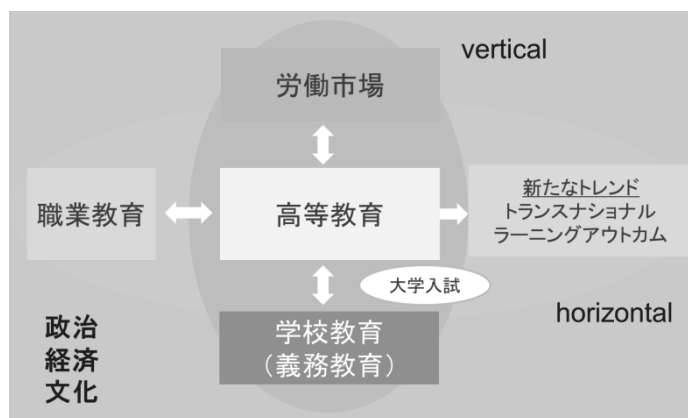 vertical
労働市場
職業教育
高等教育
新たなトレンド
トランスナショナル
ラーニングアウトカム
大学入試
学校教育
（義務教育）
horizontal
政治
経済
文化